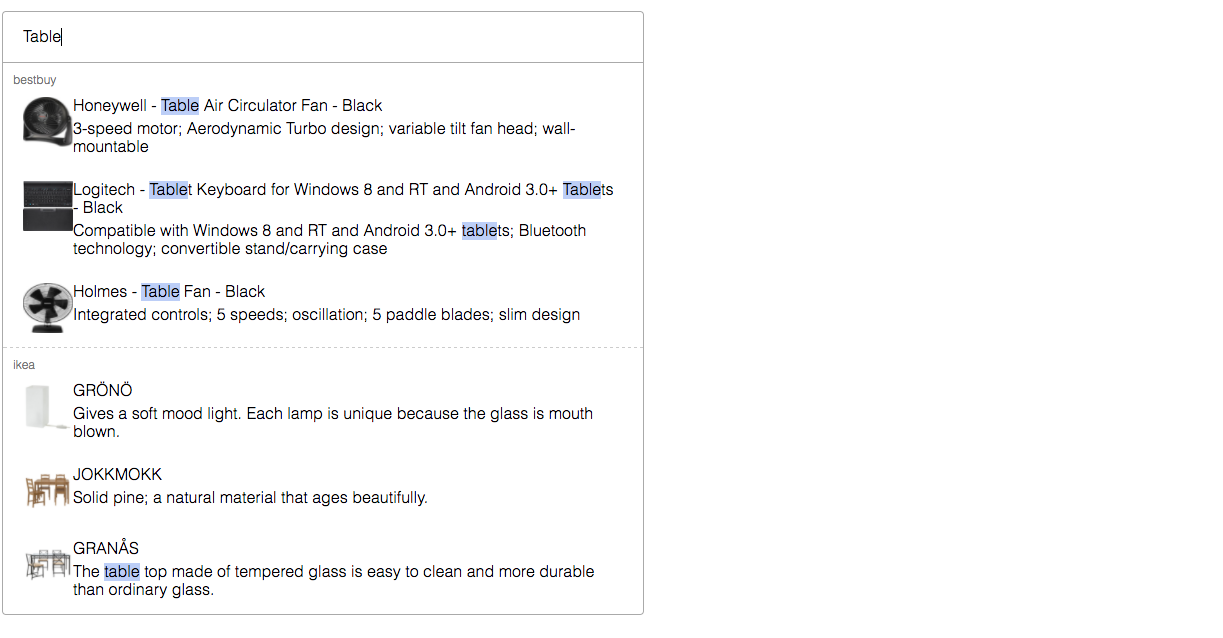 Table
bestbuy
Honeywell - Table Air Circulator Fan - Black
3-speed motor; Aerodynamic Turbo design; variable tilt fan head; wall-
mountable
Logitech - Tablet Keyboard for Windows 8 and RT and Android 3.0+ Tablets
- Black
Compatible with Windows 8 and RT and Android 3.0+ tablets; Bluetooth
technology; convertible stand/carrying case
Holmes - Table Fan - Black
Integrated controls; 5 speeds; oscillation; 5 paddle blades; slim design
ikea
GRÖNÖ
Gives a soft mood light. Each lamp is unique because the glass is mouth
blown.
JOKKMOKK
Solid pine; a natural material that ages beautifully.
GRANÅS
The table top made of tempered glass is easy to clean and more durable
than ordinary glass.